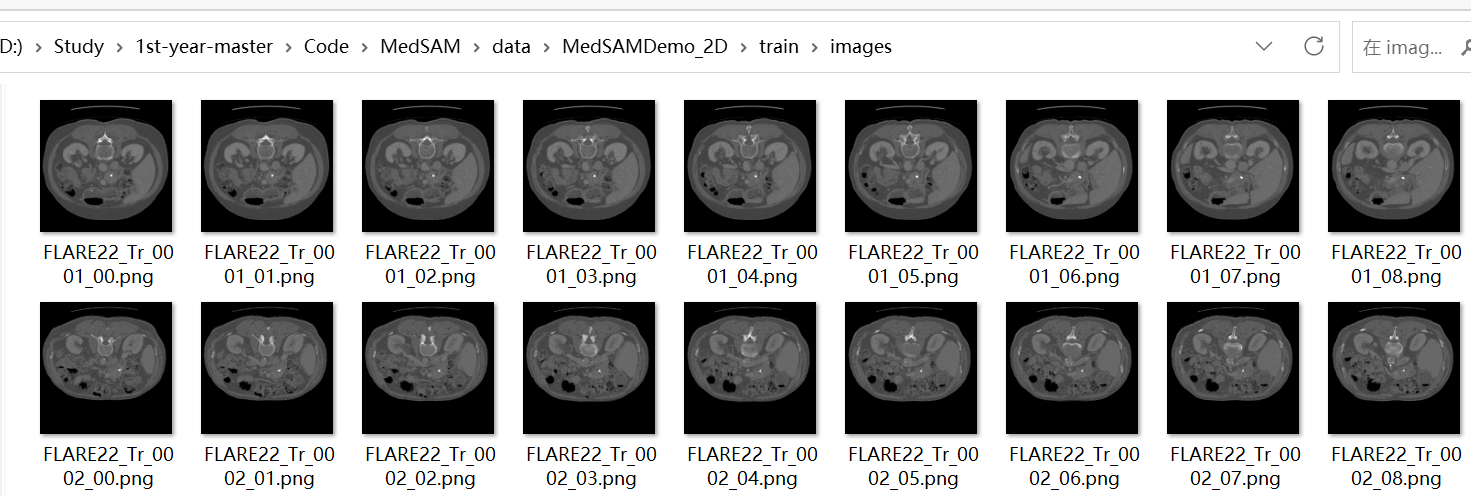 D:) › Study › 1st-year-master › Code › MedSAM › data › MedSAMDemo_2D › train › images
在 imag...
FLARE22_Tr_00
01_00.png
FLARE22_Tr_00
01_01.png
FLARE22_Tr_00
01_02.png
FLARE22_Tr_00
01_03.png
FLARE22_Tr_00
01_04.png
FLARE22_Tr_00
01_05.png
FLARE22_Tr_00
01_06.png
FLARE22_Tr_00
01_07.png
FLARE22_Tr_00
01_08.png
FLARE22_Tr_00
02_00.png
FLARE22_Tr_00
02_01.png
FLARE22_Tr_00
02_02.png
FLARE22_Tr_00
02_03.png
FLARE22_Tr_00
02_04.png
FLARE22_Tr_00
02_05.png
FLARE22_Tr_00
02_06.png
FLARE22_Tr_00
02_07.png
FLARE22_Tr_00
02_08.png